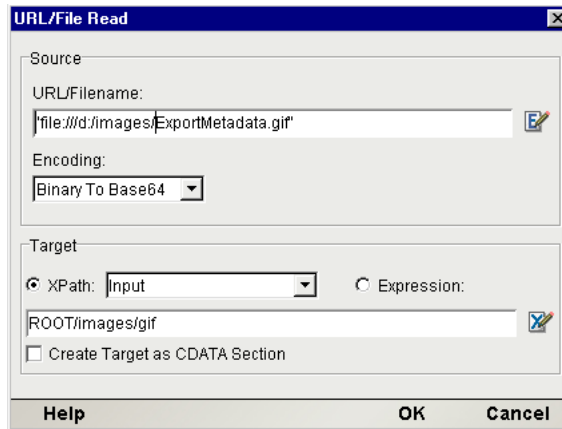 URL/File Read
Source
URL/Filename:
"file:///d:/images/ExportMetadata.gif"
Encoding:
Binary To Base64
Target
XPath: Input Expression:
ROOT/images/gif
Create Target as CDATA Section
Help OK Cancel